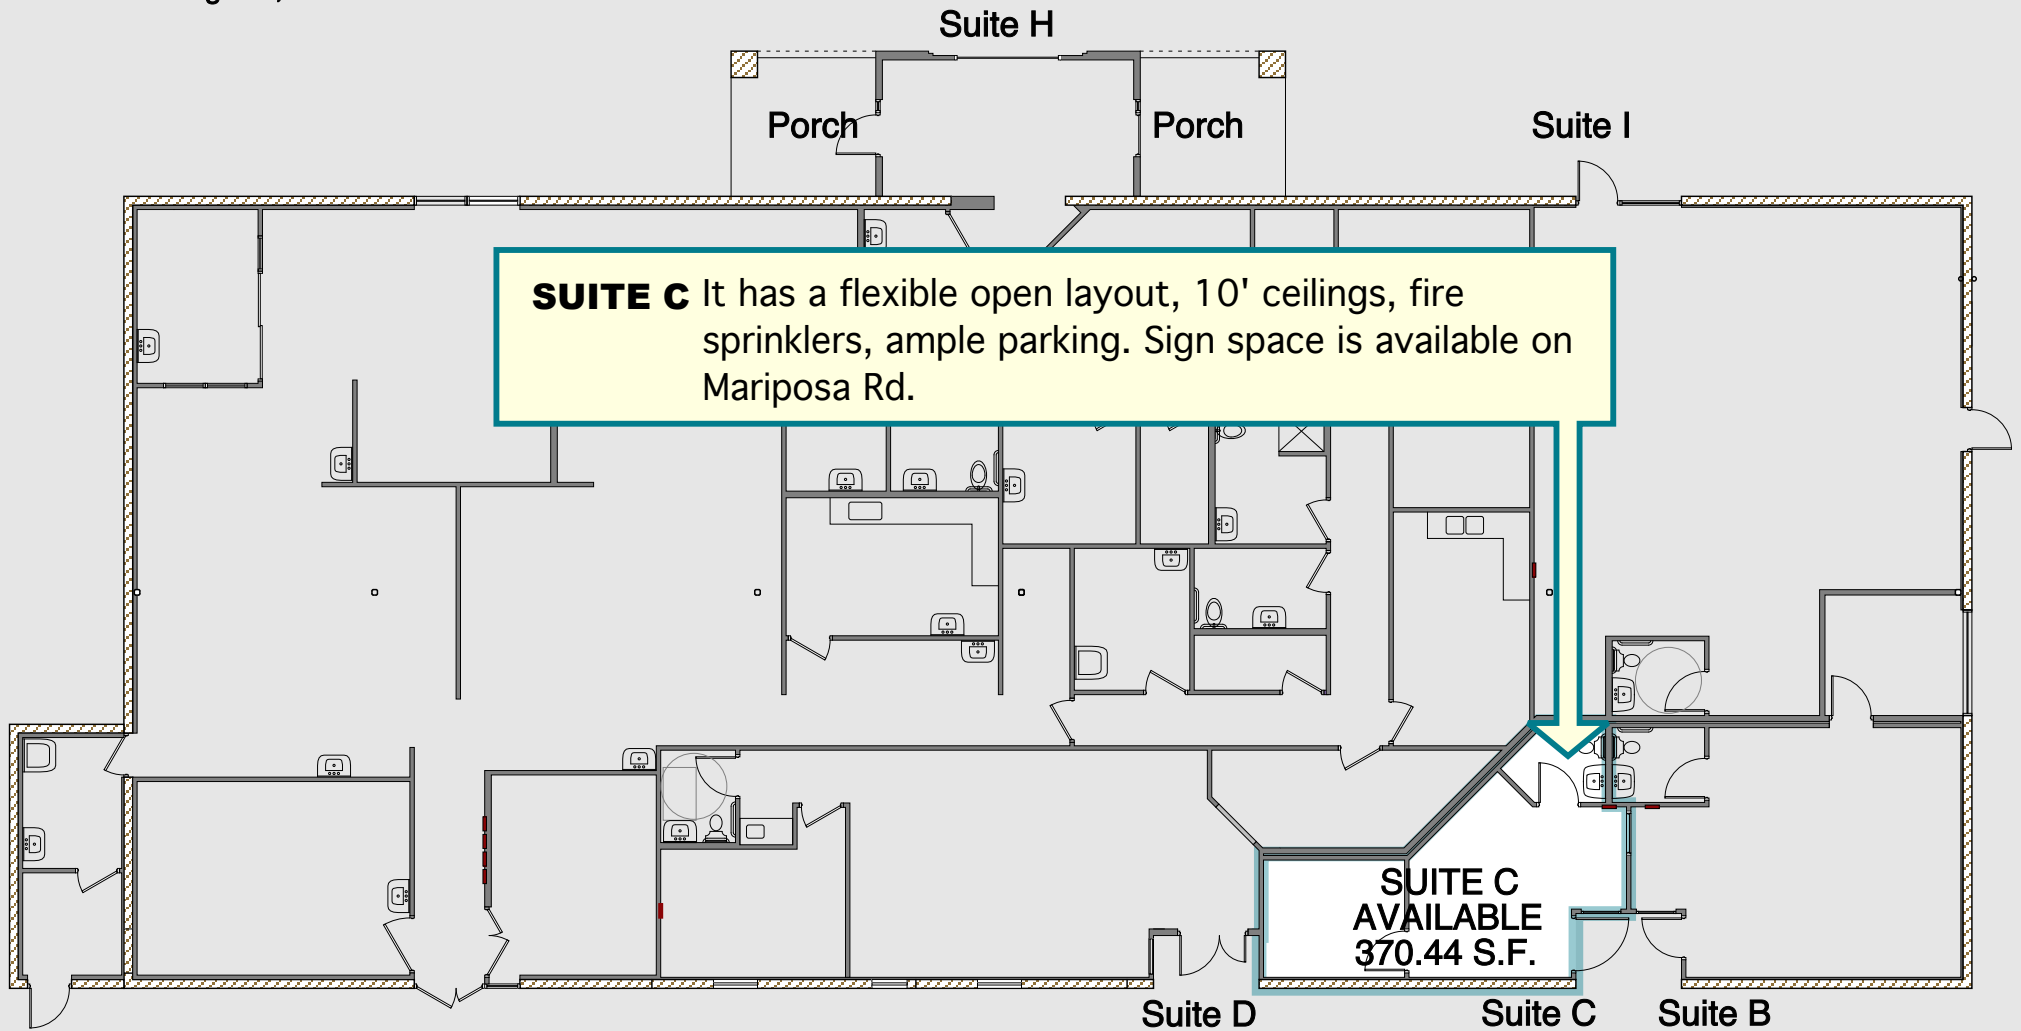 Suite H
Porch
Porch
Suite I
SUITE C It has a flexible open layout, 10' ceilings, fire
sprinklers, ample parking. Sign space is available on
Mariposa Rd.
SUITE C
AVAILABLE
370.44 S.F.
Suite D
Suite C
Suite B